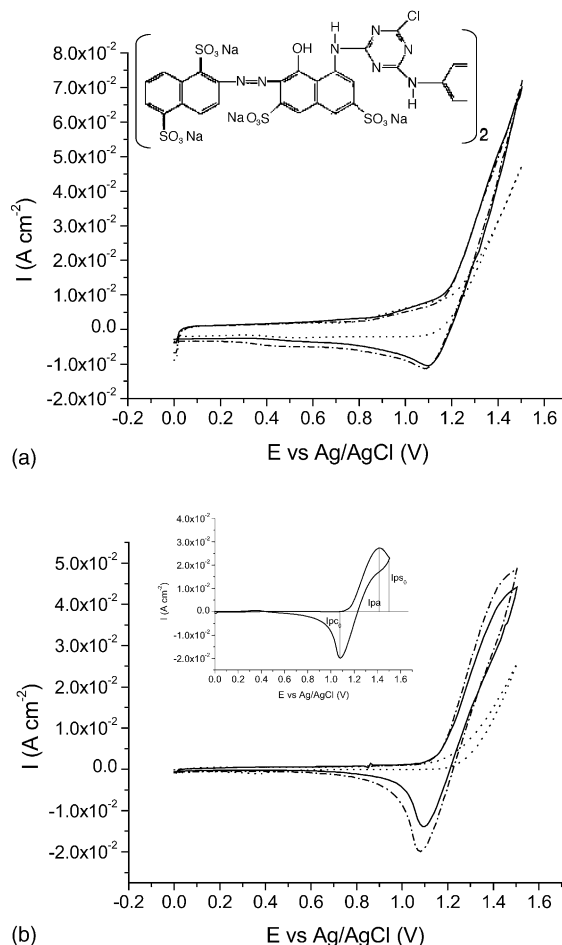 Cl
H
N
N
N
N
SO₃Na
OH
N=N
N
H
SO₃Na
SO₃Na
SO₃Na
2
8.0x10⁻²
7.0x10⁻²
6.0x10⁻²
5.0x10⁻²
4.0x10⁻²
3.0x10⁻²
2.0x10⁻²
1.0x10⁻²
0.0
-1.0x10⁻²
-2.0x10⁻²
I (A cm⁻²)
-0.2 0.0 0.2 0.4 0.6 0.8 1.0 1.2 1.4 1.6
(a) E vs Ag/AgCl (V)
4.0x10⁻²
3.0x10⁻²
2.0x10⁻²
1.0x10⁻²
0.0
-1.0x10⁻²
-2.0x10⁻²
I (A cm⁻²)
Ipc₀
Ipa
Ips₀
0.0 0.2 0.4 0.6 0.8 1.0 1.2 1.4 1.6
E vs Ag/AgCl (V)
5.0x10⁻²
4.0x10⁻²
3.0x10⁻²
2.0x10⁻²
1.0x10⁻²
0.0
-1.0x10⁻²
-2.0x10⁻²
I (A cm⁻²)
-0.2 0.0 0.2 0.4 0.6 0.8 1.0 1.2 1.4 1.6
(b) E vs Ag/AgCl (V)